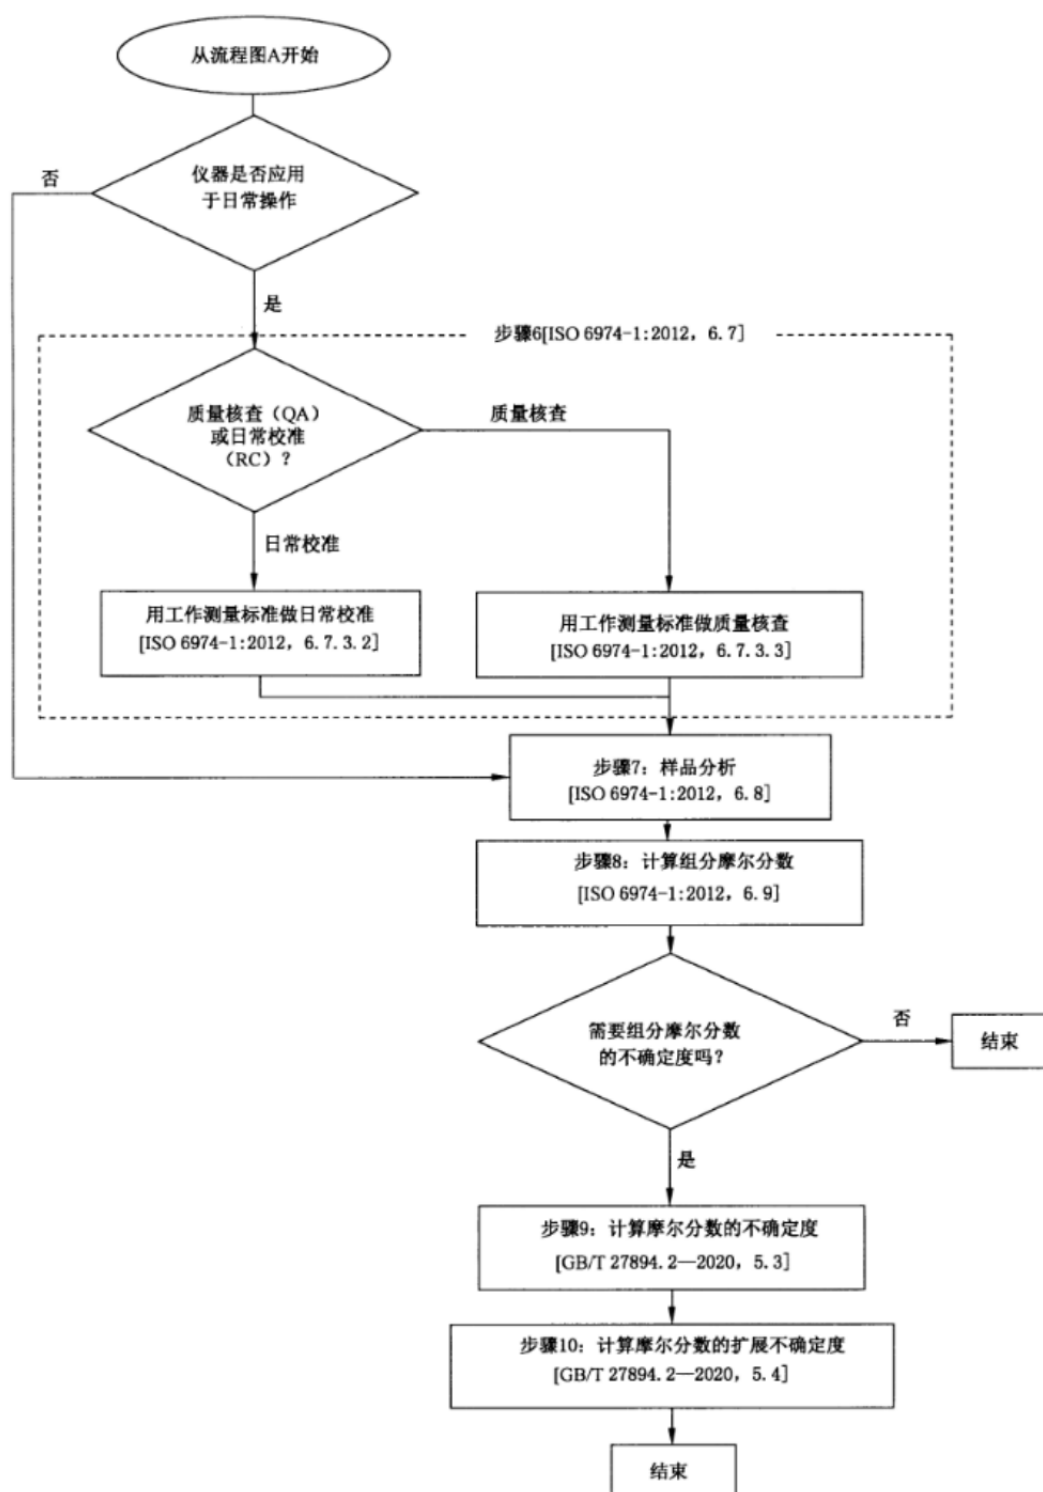 从流程图A开始
仪器是否应用
于日常操作
否
是
步骤6[ISO 6974-1:2012, 6.7]
质量核查（QA）
或日常校准
（RC）？
质量核查
日常校准
用工作测量标准做日常校准
[ISO 6974-1:2012, 6.7.3.2]
用工作测量标准做质量核查
[ISO 6974-1:2012, 6.7.3.3]
步骤7：样品分析
[ISO 6974-1:2012, 6.8]
步骤8：计算组分摩尔分数
[ISO 6974-1:2012, 6.9]
需要组分摩尔分数
的不确定度吗？
否
结束
是
步骤9：计算摩尔分数的不确定度
[GB/T 27894.2—2020, 5.3]
步骤10：计算摩尔分数的扩展不确定度
[GB/T 27894.2—2020, 5.4]
结束